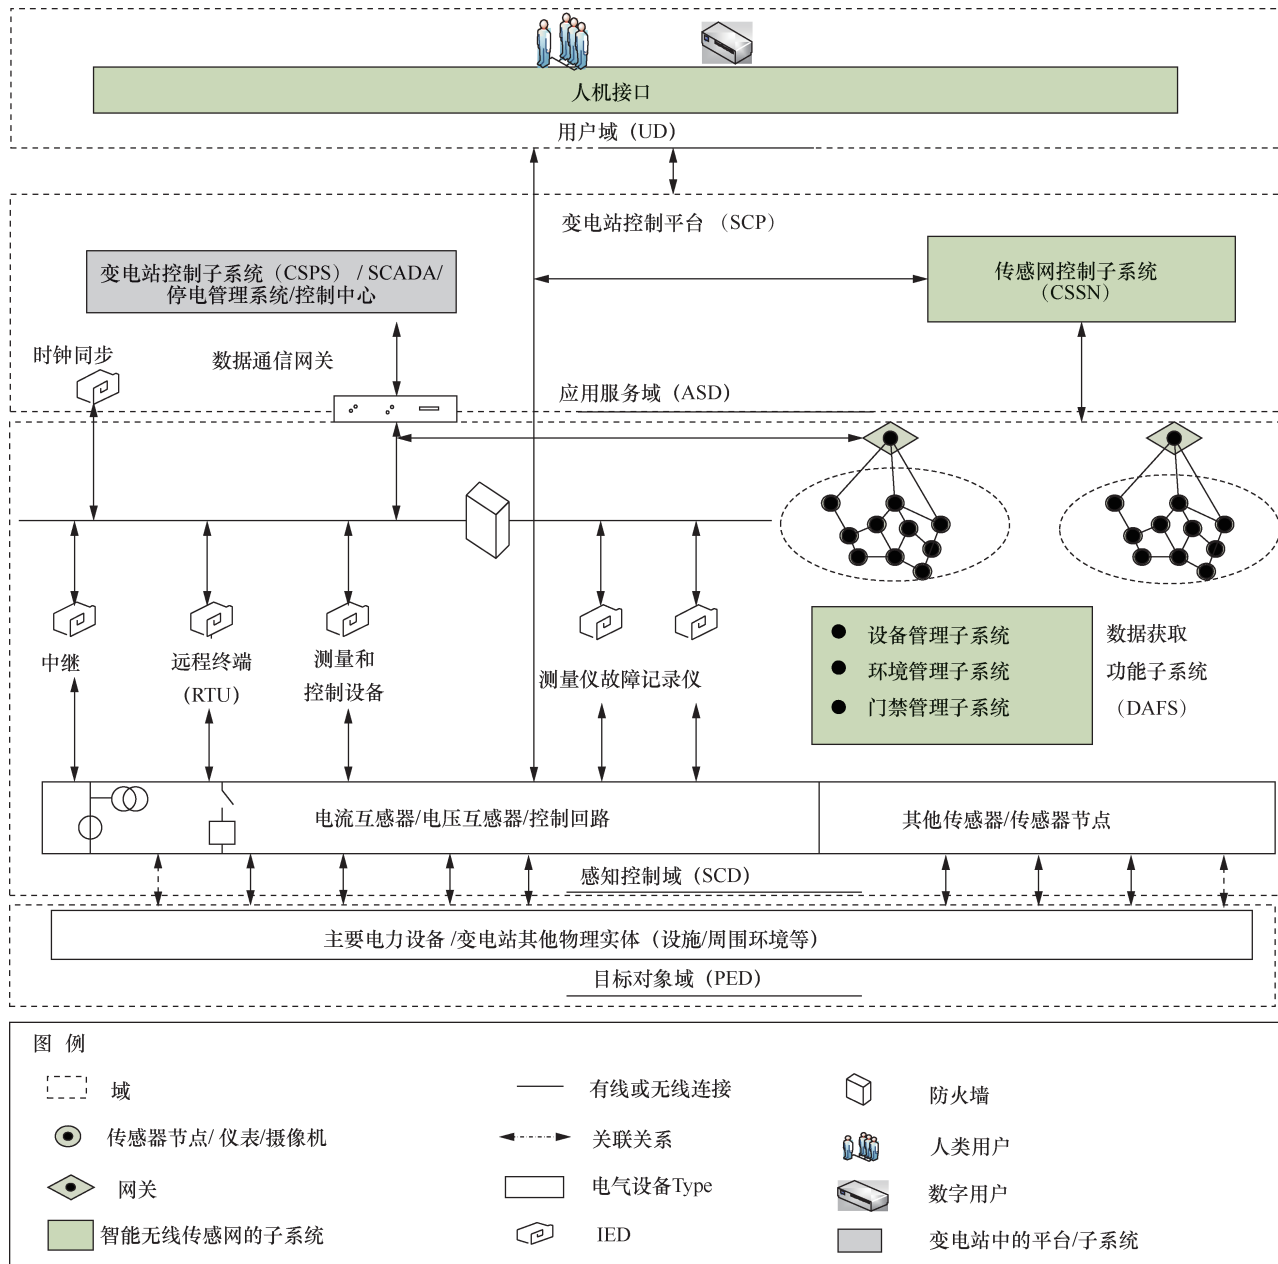 人机接口
用户域（UD）
变电站控制平台 （SCP）
变电站控制子系统（CSPS） / SCADA/
停电管理系统/控制中心
传感网控制子系统
（CSSN）
时钟同步
数据通信网关
应用服务域（ASD）
中继
远程终端
（RTU）
测量和
控制设备
测量仪故障记录仪
设备管理子系统
环境管理子系统
门禁管理子系统
数据获取
功能子系统
（DAFS）
电流互感器/电压互感器/控制回路
其他传感器/传感器节点
感知控制域（SCD）
主要电力设备 /变电站其他物理实体（设施/周围环境等）
目标对象域（PED）
图 例
域
有线或无线连接
防火墙
传感器节点/ 仪表/摄像机
关联关系
人类用户
网关
电气设备Type
数字用户
智能无线传感网的子系统
IED
变电站中的平台/子系统